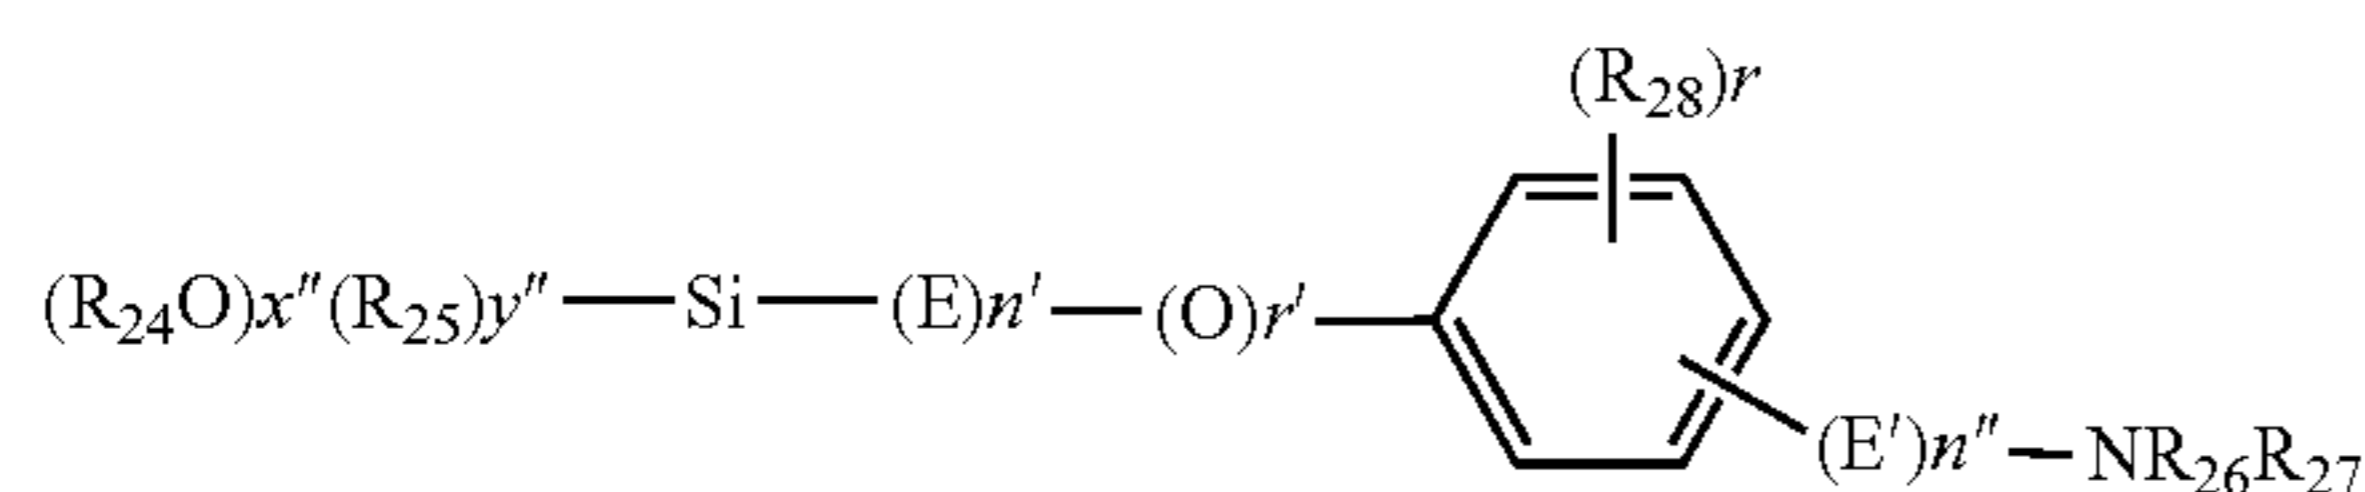 (R₂₈)r
(R₂₄O)x″(R₂₅)y″—Si—(E)n′—(O)r′
(E′)n″—NR₂₆R₂₇